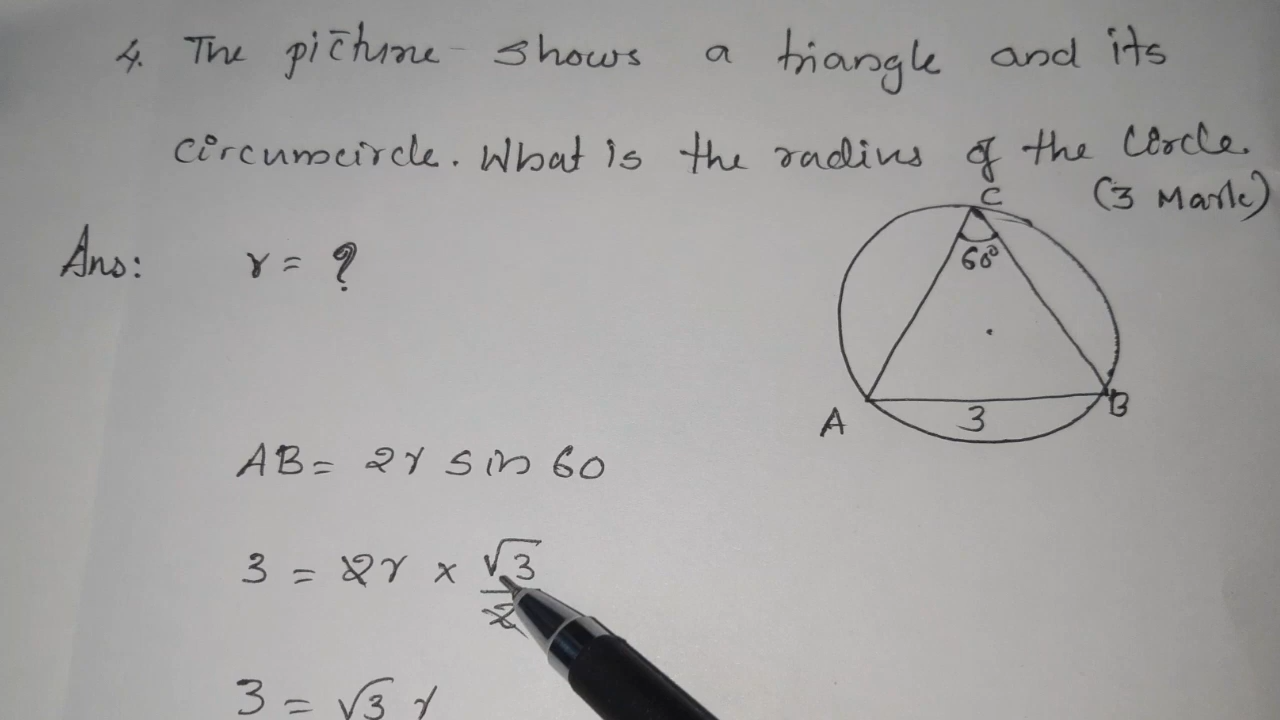 4. The picture shows a triangle and its
circumcircle. What is the radius of the Circle.
(3 Mark)
C
60°
A
B
3
Ans: r = ?
AB = 2r sin 60
3 = 2r × √3/2
3 = √3 r